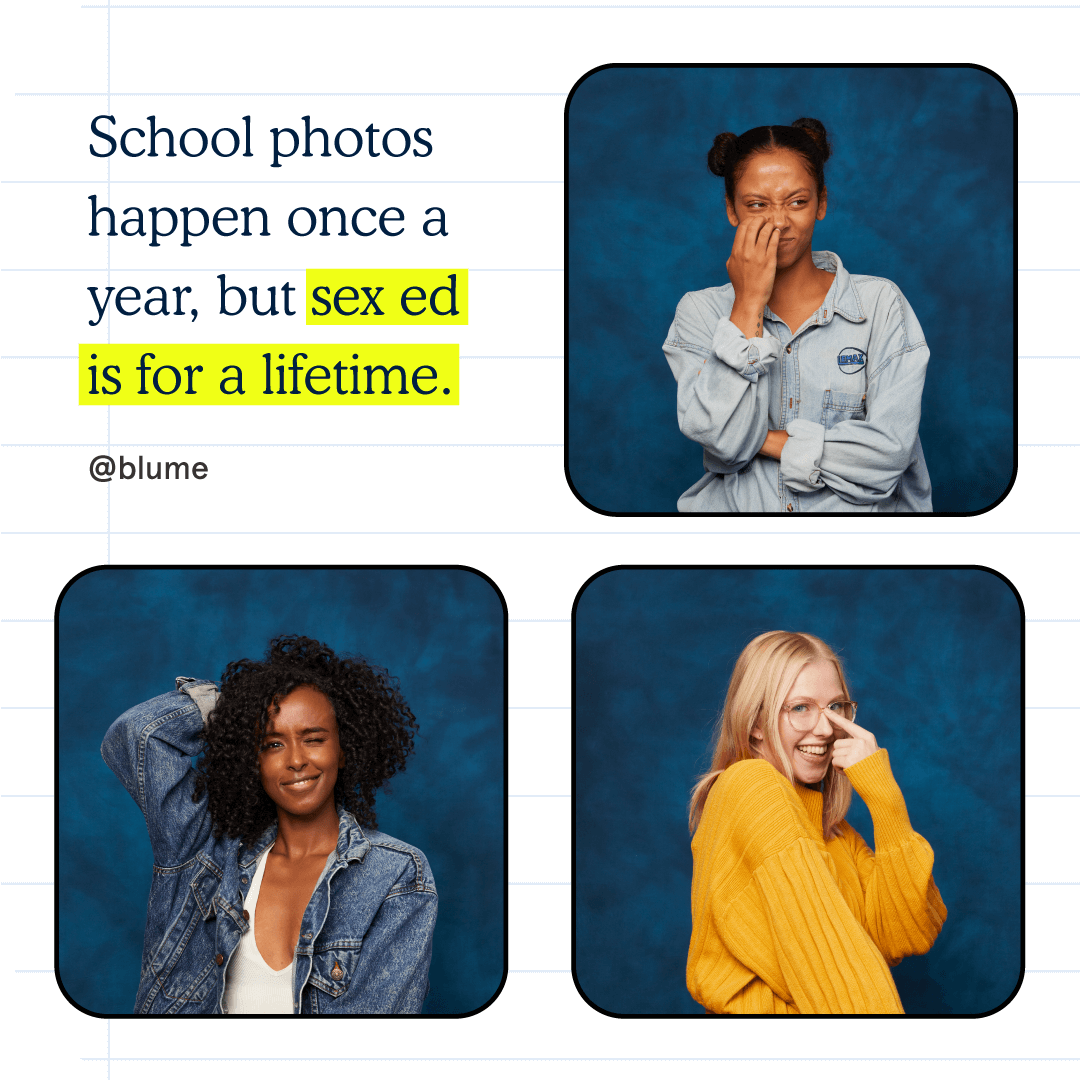 School photos
happen once a
year, but sex ed
is for a lifetime.
@blume